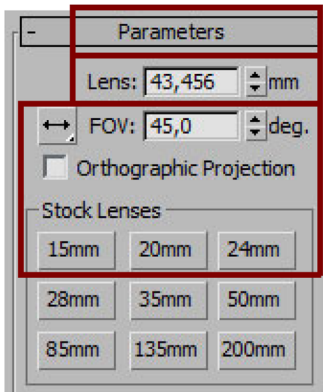 - Parameters
Lens: 43,456 mm
FOV: 45,0 deg.
Orthographic Projection
Stock Lenses
15mm 20mm 24mm
28mm 35mm 50mm
85mm 135mm 200mm